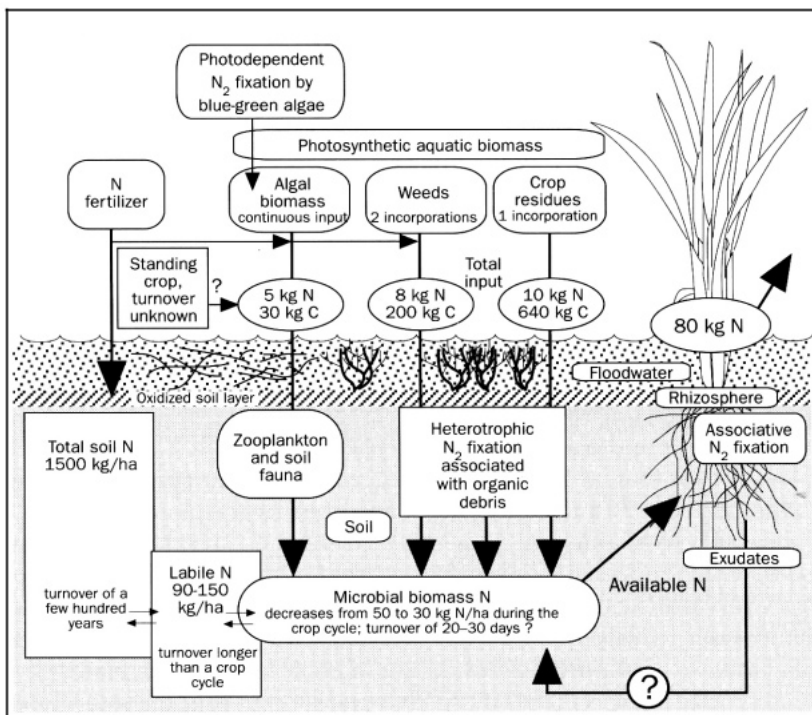 Photodependent
N2 fixation by
blue-green algae
Photosynthetic aquatic biomass
N
fertilizer
Algal
biomass
continuous input
Weeds
2 incorporations
Crop
residues
1 incorporation
Standing
crop,
turnover
unknown
?
Total
input
5 kg N
30 kg C
8 kg N
200 kg C
10 kg N
640 kg C
80 kg N
Floodwater
Oxidized soil layer
Rhizosphere
Total soil N
1500 kg/ha
Zooplankton
and soil
fauna
Heterotrophic
N2 fixation
associated
with organic
debris
Associative
N2 fixation
Soil
Exudates
turnover of a
few hundred
years
Labile N
90-150
kg/ha
turnover longer
than a crop
cycle
Microbial biomass N
decreases from 50 to 30 kg N/ha during the
crop cycle; turnover of 20–30 days ?
Available N
?